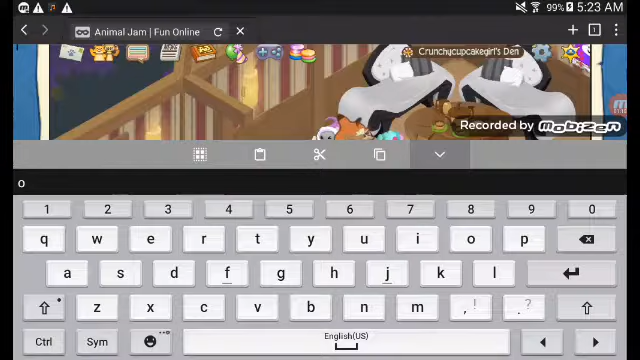 99% 5:23 AM
Animal Jam | Fun Online
1
Crunchycupcakegirl's Den
Recorded by MOBIZEN
o
1 2 3 4 5 6 7 8 9 0
q w e r t y u i o p
a s d f g h j k l
z x c v b n m , ! . ?
Ctrl Sym English(US)